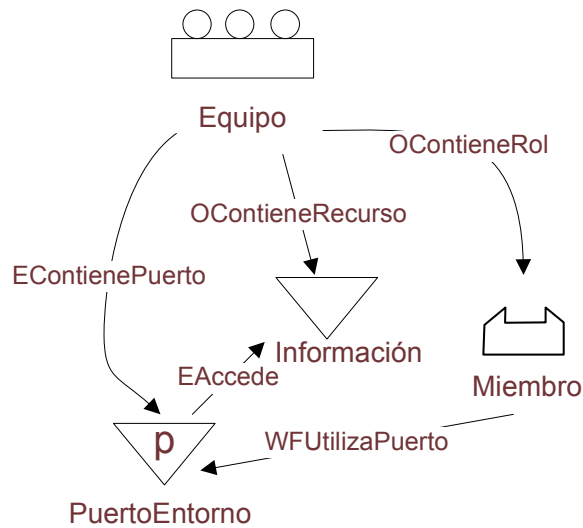 Equipo
OContieneRol
OContieneRecurso
EContienePuerto
Información
EAccede
Miembro
p
WFUtilizaPuerto
PuertoEntorno